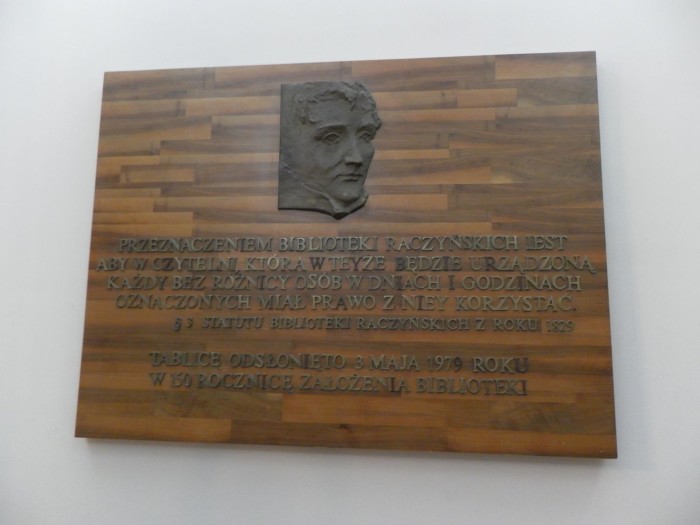 PRZEZNACZENIEM BIBLIOTEKI RACZYŃSKICH IEST
ABY W CZYTELNI, KTÓRA W TEYŻE BĘDZIE URZĄDZONĄ
KAŻDY BEZ RÓŻNICY OSÓB W DNIACH I GODZINACH
OZNACZONYCH MIAŁ PRAWO Z NIEY KORZYSTAĆ.
§ 3 STATUTU BIBLIOTEKI RACZYŃSKICH Z ROKU 1829
TABLICĘ ODSŁONIĘTO 3 MAJA 1979 ROKU
W 150 ROCZNICĘ ZAŁOŻENIA BIBLIOTEKI